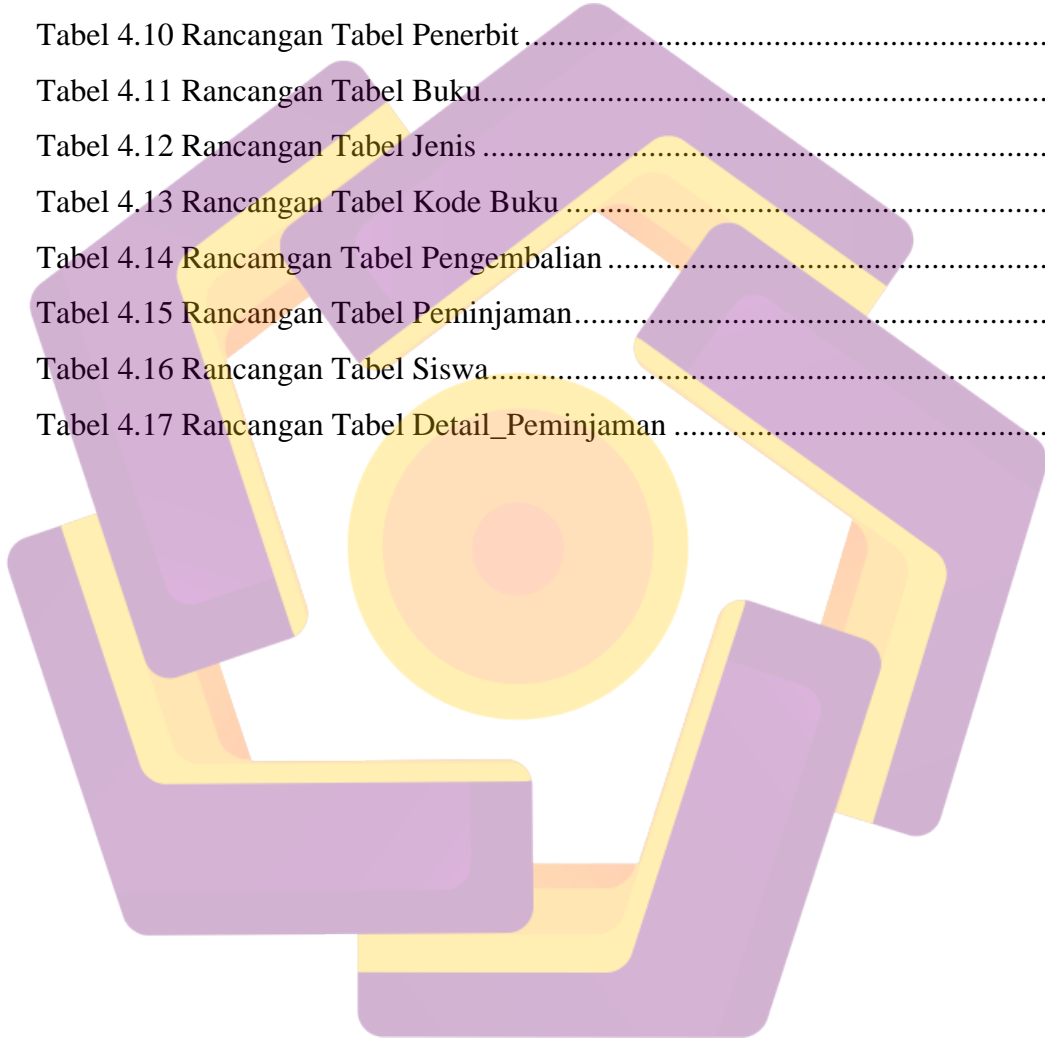 Tabel 4.10 Rancangan Tabel Penerbit ......................................................................
Tabel 4.11 Rancangan Tabel Buku...........................................................................
Tabel 4.12 Rancangan Tabel Jenis ...........................................................................
Tabel 4.13 Rancangan Tabel Kode Buku ................................................................
Tabel 4.14 Rancamgan Tabel Pengembalian ...........................................................
Tabel 4.15 Rancangan Tabel Peminjaman................................................................
Tabel 4.16 Rancangan Tabel Siswa..........................................................................
Tabel 4.17 Rancangan Tabel Detail_Peminjaman ...................................................